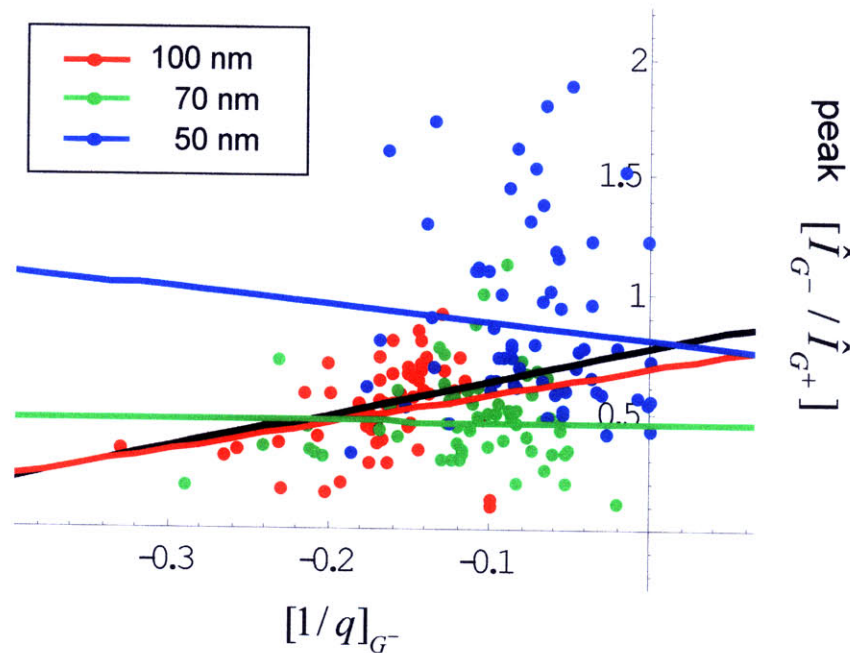 100 nm
70 nm
50 nm
2
1.5
1
0.5
-0.3
-0.2
-0.1
[1/q]_{G^-}
peak [Î_{G^-} / Î_{G^+}]